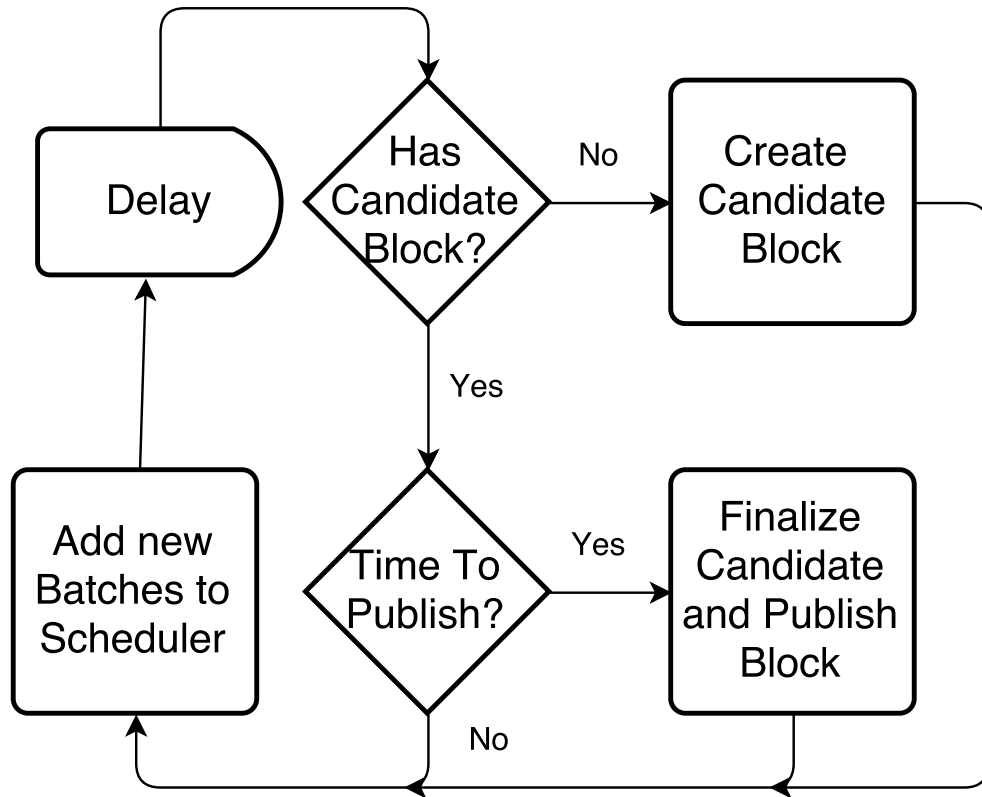 Delay
Has
Candidate
Block?
No
Create
Candidate
Block
Yes
Add new
Batches to
Scheduler
Time To
Publish?
Yes
Finalize
Candidate
and Publish
Block
No